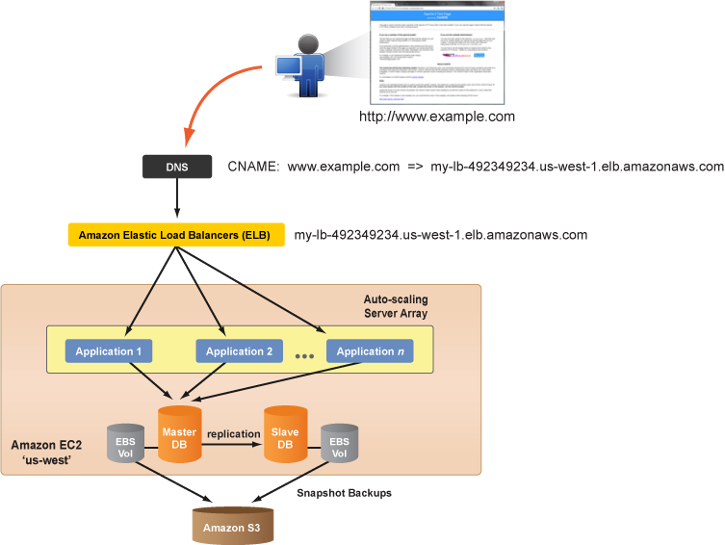 http://www.example.com
DNS
CNAME: www.example.com => my-lb-492349234.us-west-1.elb.amazonaws.com
Amazon Elastic Load Balancers (ELB)
my-lb-492349234.us-west-1.elb.amazonaws.com
Auto-scaling
Server Array
Application 1
Application 2
•••
Application n
Master
DB
replication
Slave
DB
EBS
Vol
EBS
Vol
Amazon EC2
‘us-west’
Snapshot Backups
Amazon S3